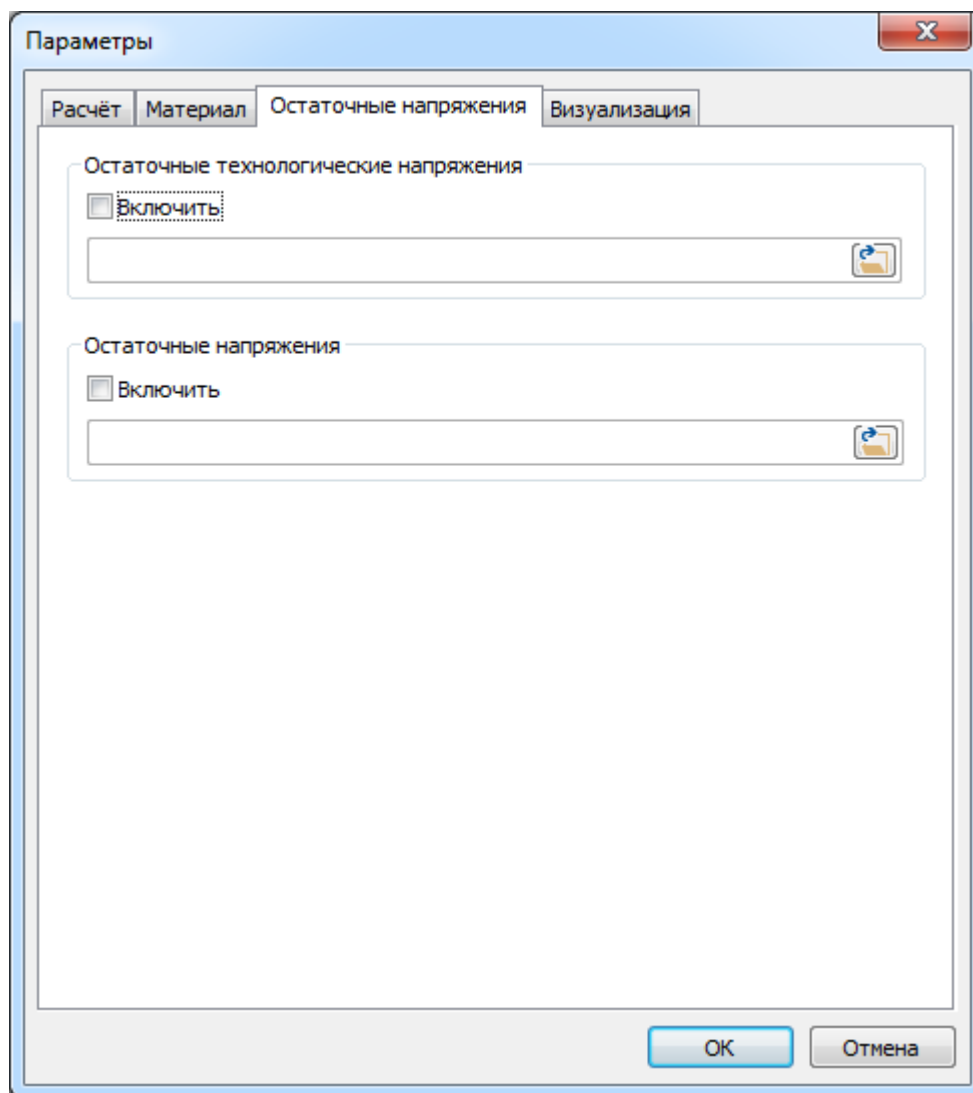 Параметры
Расчёт Материал Остаточные напряжения Визуализация
Остаточные технологические напряжения
Включить
Остаточные напряжения
Включить
OK Отмена